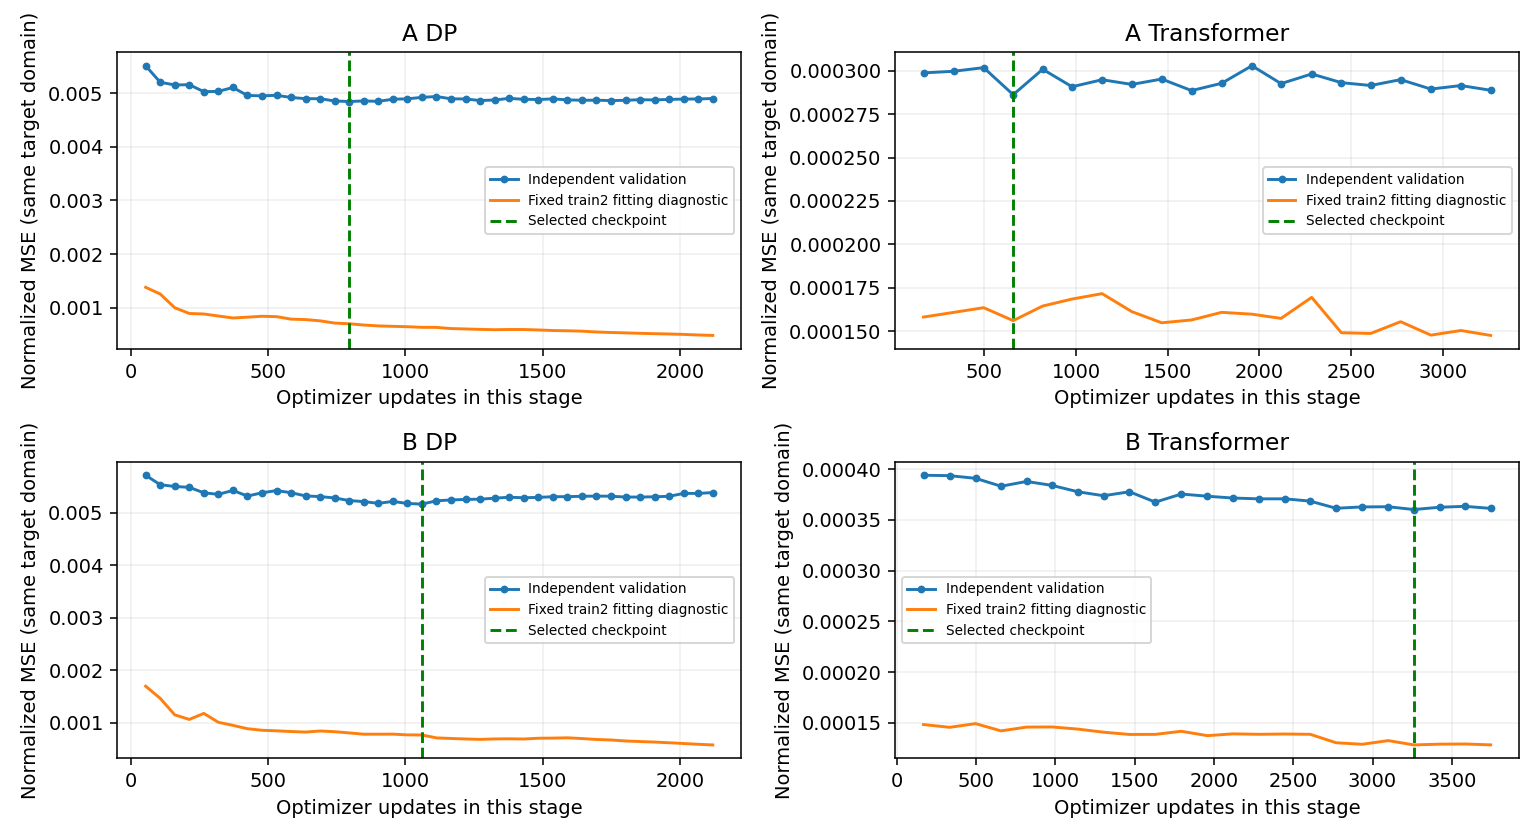 A DP
Normalized MSE (same target domain)
0.005
0.004
0.003
0.002
0.001
Independent validation
Fixed train2 fitting diagnostic
Selected checkpoint
0 500 1000 1500 2000
Optimizer updates in this stage
A Transformer
Normalized MSE (same target domain)
0.000300
0.000275
0.000250
0.000225
0.000200
0.000175
0.000150
Independent validation
Fixed train2 fitting diagnostic
Selected checkpoint
500 1000 1500 2000 2500 3000
Optimizer updates in this stage
B DP
Normalized MSE (same target domain)
0.005
0.004
0.003
0.002
0.001
Independent validation
Fixed train2 fitting diagnostic
Selected checkpoint
0 500 1000 1500 2000
Optimizer updates in this stage
B Transformer
Normalized MSE (same target domain)
0.00040
0.00035
0.00030
0.00025
0.00020
0.00015
Independent validation
Fixed train2 fitting diagnostic
Selected checkpoint
0 500 1000 1500 2000 2500 3000 3500
Optimizer updates in this stage